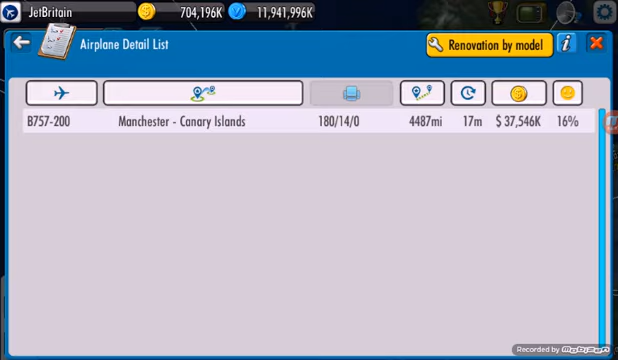 JetBritain 704,196K 11,941,996K
Airplane Detail List Renovation by model i
B757-200 Manchester - Canary Islands 180/14/0 4487mi 17m $ 37,546K 16%
Recorded by Mobizen